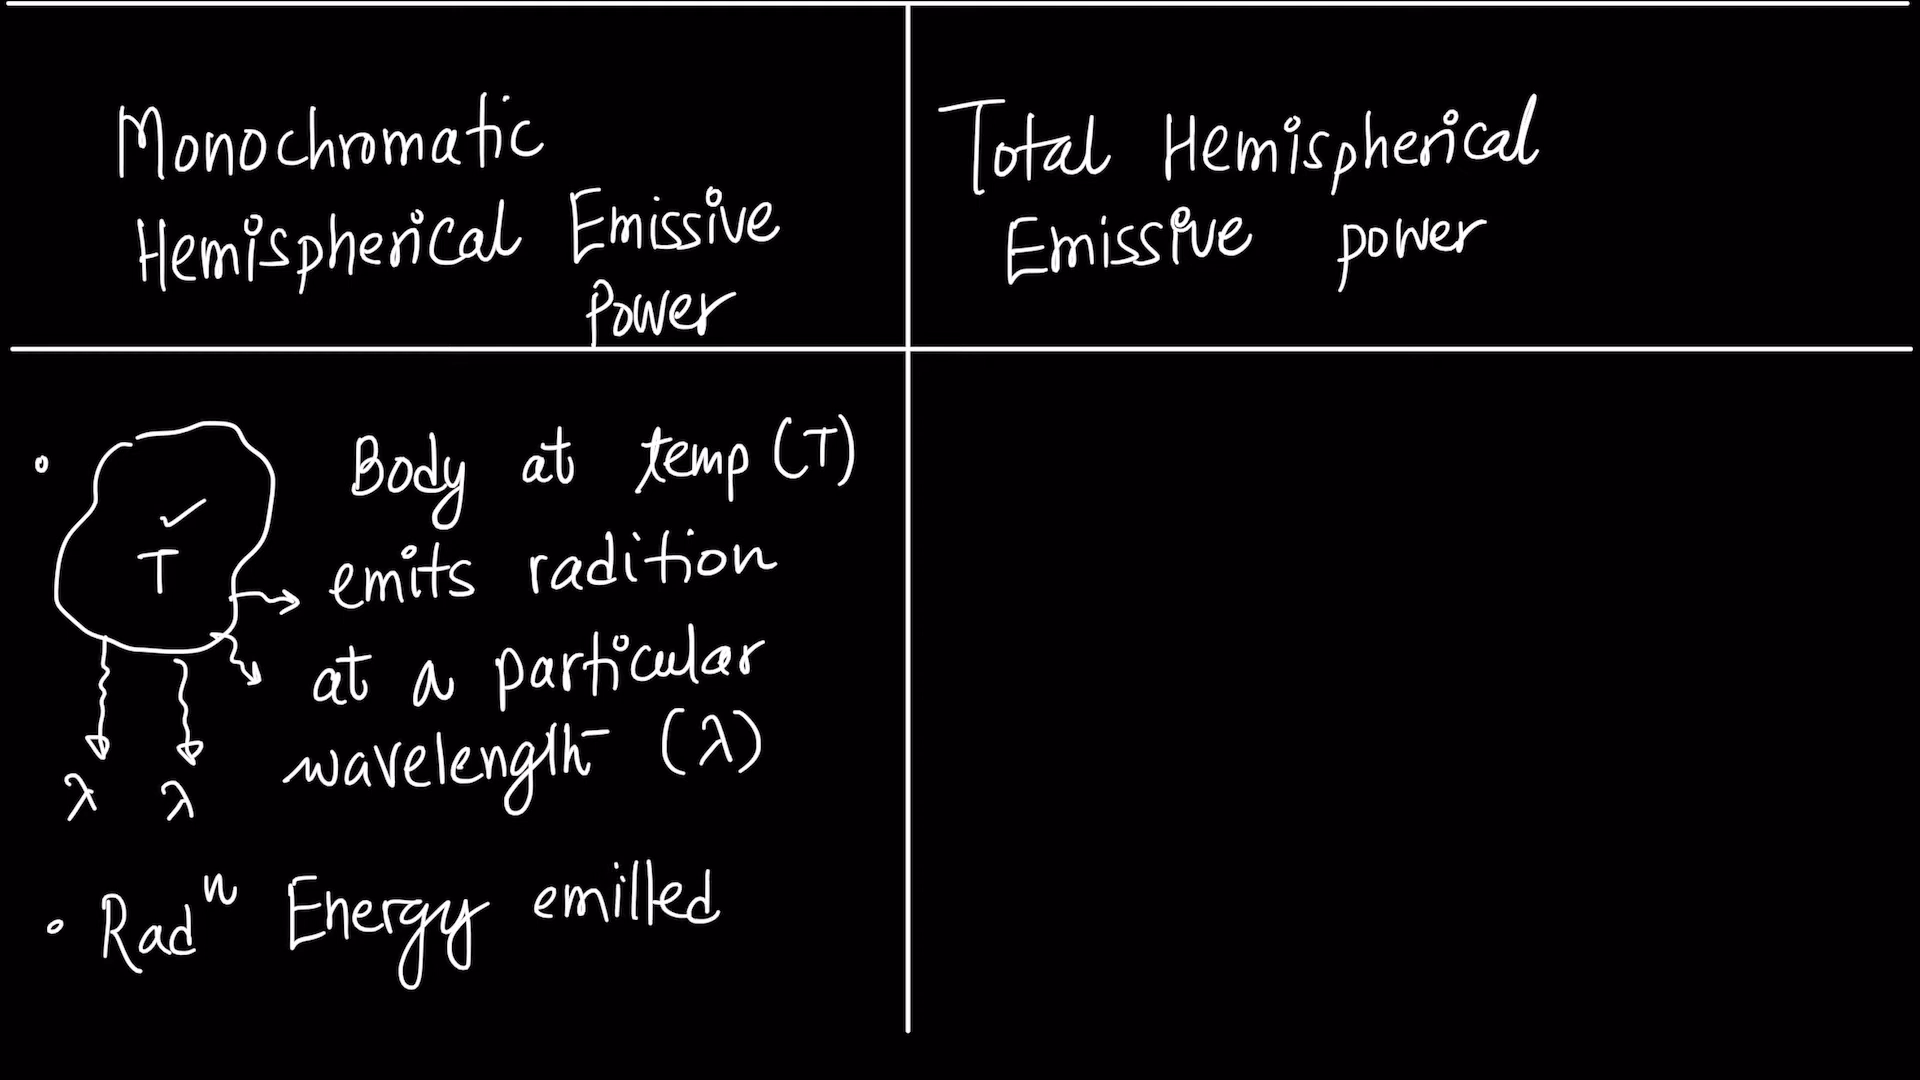 Monochromatic
Hemispherical Emissive
Power
Total Hemispherical
Emissive power
T
λ λ
• Body at temp (T)
emits radition
at a particular
wavelength (λ)
• Radⁿ Energy emitted